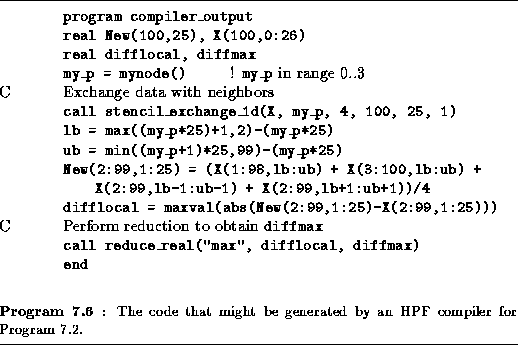 program compiler_output
real New(100,25), X(100,0:26)
real difflocal, diffmax
my_p = mynode() ! my_p in range 0..3
C Exchange data with neighbors
call stencil_exchange_1d(X, my_p, 4, 100, 25, 1)
lb = max((my_p*25)+1,2)-(my_p*25)
ub = min((my_p+1)*25,99)-(my_p*25)
New(2:99,1:25) = (X(1:98,lb:ub) + X(3:100,lb:ub) +
X(2:99,lb-1:ub-1) + X(2:99,lb+1:ub+1))/4
difflocal = maxval(abs(New(2:99,1:25)-X(2:99,1:25)))
C Perform reduction to obtain diffmax
call reduce_real("max", difflocal, diffmax)
end
Program 7.6 : The code that might be generated by an HPF compiler for
Program 7.2.